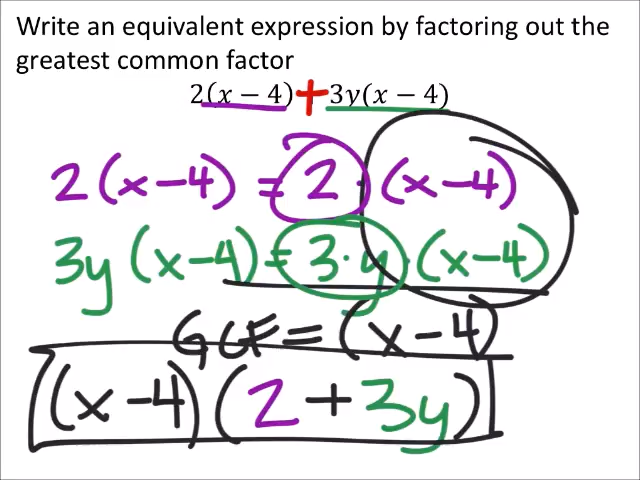 Write an equivalent expression by factoring out the
greatest common factor
2(x − 4) + 3y(x − 4)
2(x−4) = 2 · (x−4)
3y(x−4) = 3·y · (x−4)
GCF = (x−4)
(x−4)(2+3y)